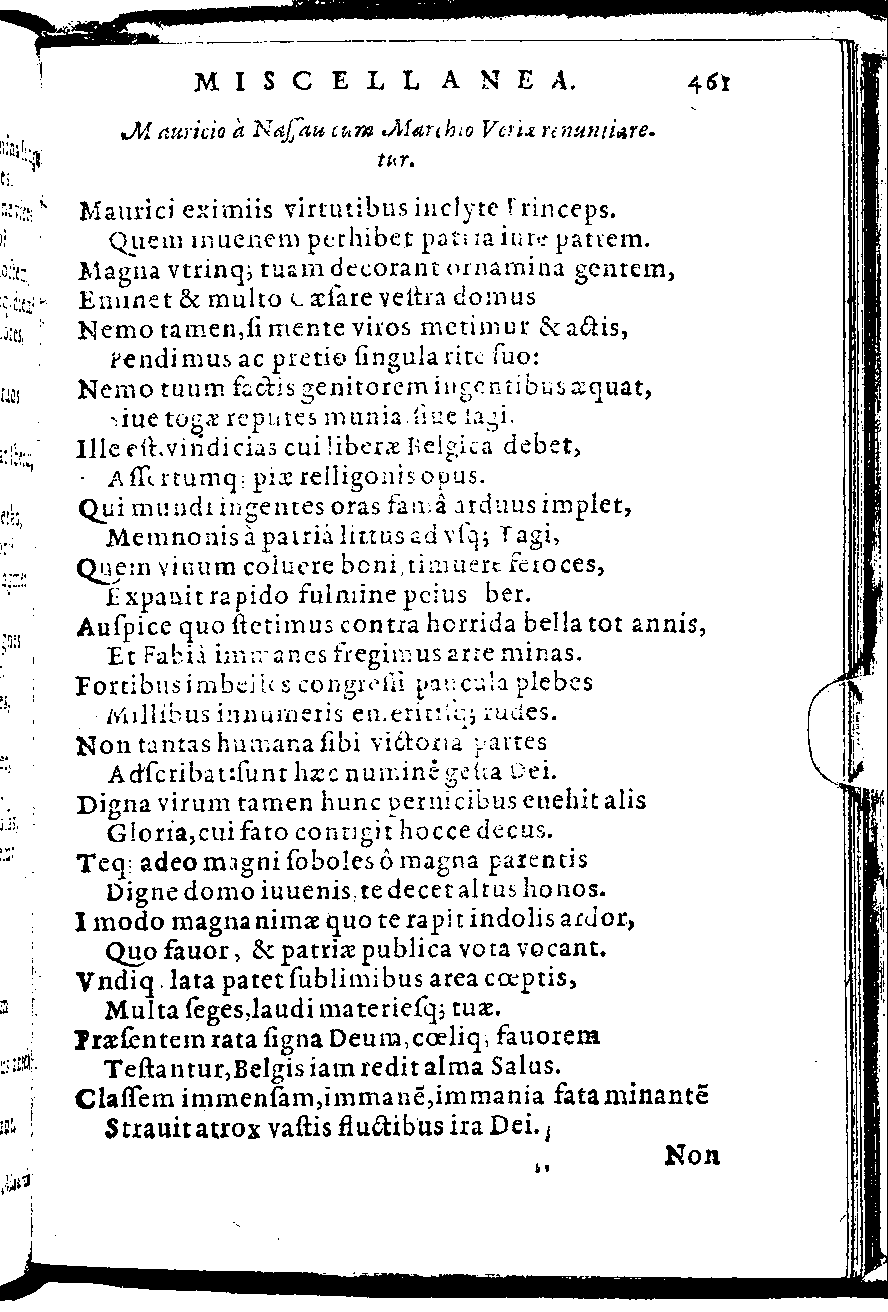 MISCELLANEA. 461
Mauricio à Naſſau cum Marchio Veriæ renuntiare-
tur.
Maurici eximiis virtutibus inclyte Princeps.
Quem iuuenem perhibet patria iure patrem.
Magna vtrinq; tuam decorant ornamina gentem,
Eminet & multo Cæſare veſtra domus
Nemo tamen, ſi mente viros metimur & actis,
Pendimus ac pretio ſingula rite ſuo:
Nemo tuum factis genitorem ingentibus æquat,
Siue togæ reputes munia, ſiue ſagi.
Ille eſt, vindicias cui liberæ Belgica debet,
Aſſertumq; piæ relligonis opus.
Qui mundi ingentes oras famâ arduus implet,
Memnonis à patriâ littus ad vſq; Tagi,
Quem viuum coluere boni, timuere feroces,
Expauit rapido fulmine peius Iber.
Auſpice quo ſtetimus contra horrida bella tot annis,
Et Fabiâ immanes fregimus arte minas.
Fortibus imbelles congreſſi paucula plebes
Millibus innumeris emeritiſq; rudes.
Non tantas humana ſibi victoria partes
Adſcribat: ſunt hæc numinē geſta Dei.
Digna virum tamen hunc pernicibus euehit alis
Gloria, cui fato contigit hocce decus.
Teq; adeo magni ſoboles ô magna parentis
Digne domo iuuenis, te decet altus honos.
I modo magnanimæ quo te rapit indolis ardor,
Quo fauor, & patriæ publica vota vocant.
Vndiq. lata patet ſublimibus area cœptis,
Multa ſeges, laudi materieſq; tuæ.
Præſentem rata ſigna Deum, cœliq; fauorem
Teſtantur, Belgis iam redit alma Salus.
Claſſem immenſam, immanē, immania fata minantē
Strauit atrox vaſtis fluctibus ira Dei.
Non